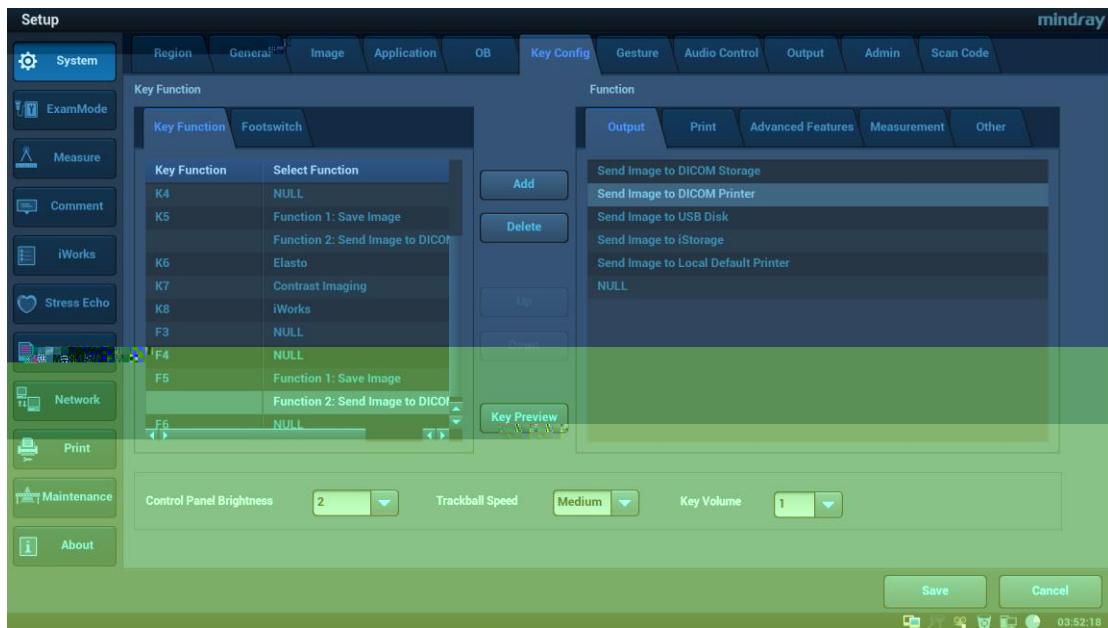 Setup
mindray
System
Region
General
Image
Application
OB
Key Config
Gesture
Audio Control
Output
Admin
Scan Code
ExamMode
Measure
Comment
iWorks
Stress Echo
Network
Print
Maintenance
About
Key Function
Key Function Footswitch
Key Function Select Function
K4 NULL
K5 Function 1: Save Image
Function 2: Send Image to DICO
K6 Elasto
K7 Contrast Imaging
K8 iWorks
F3 NULL
F4 NULL
F5 Function 1: Save Image
Function 2: Send Image to DICO
F6 NULL
Add
Delete
Up
Down
Key Preview
Function
Output Print Advanced Features Measurement Other
Send Image to DICOM Storage
Send Image to DICOM Printer
Send Image to USB Disk
Send Image to iStorage
Send Image to Local Default Printer
NULL
Control Panel Brightness 2 Trackball Speed Medium Key Volume 1
Save Cancel
03:52:18